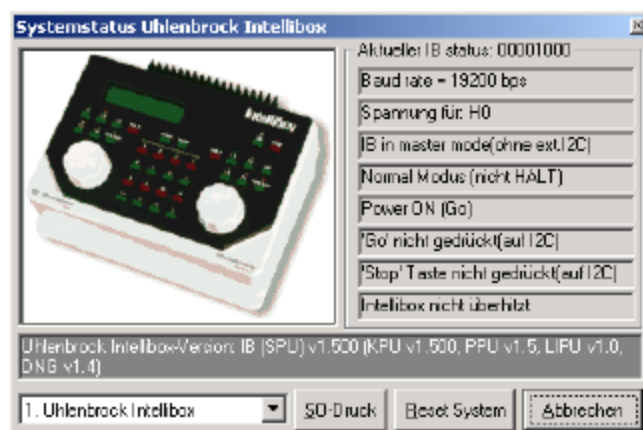 Systemstatus Uhlenbrock Intellibox
Aktueller IB status: 00001000
Baud rate = 19200 bps
Spannung für: H0
IB in master mode(ohne ext.I2C)
Normal Modus (nicht HALT)
Power ON (Go)
'Go' nicht gedrückt(auf I2C)
'Stop' Taste nicht gedrückt(auf I2C)
Intellibox nicht überhitzt
Intellibox
Uhlenbrock Intellibox-Version: IB (SPU) v1.500 (KPU v1.500, PPU v1.5, LIPU v1.0,
DNG v1.4)
1. Uhlenbrock Intellibox
SO-Druck
Reset System
Abbrechen